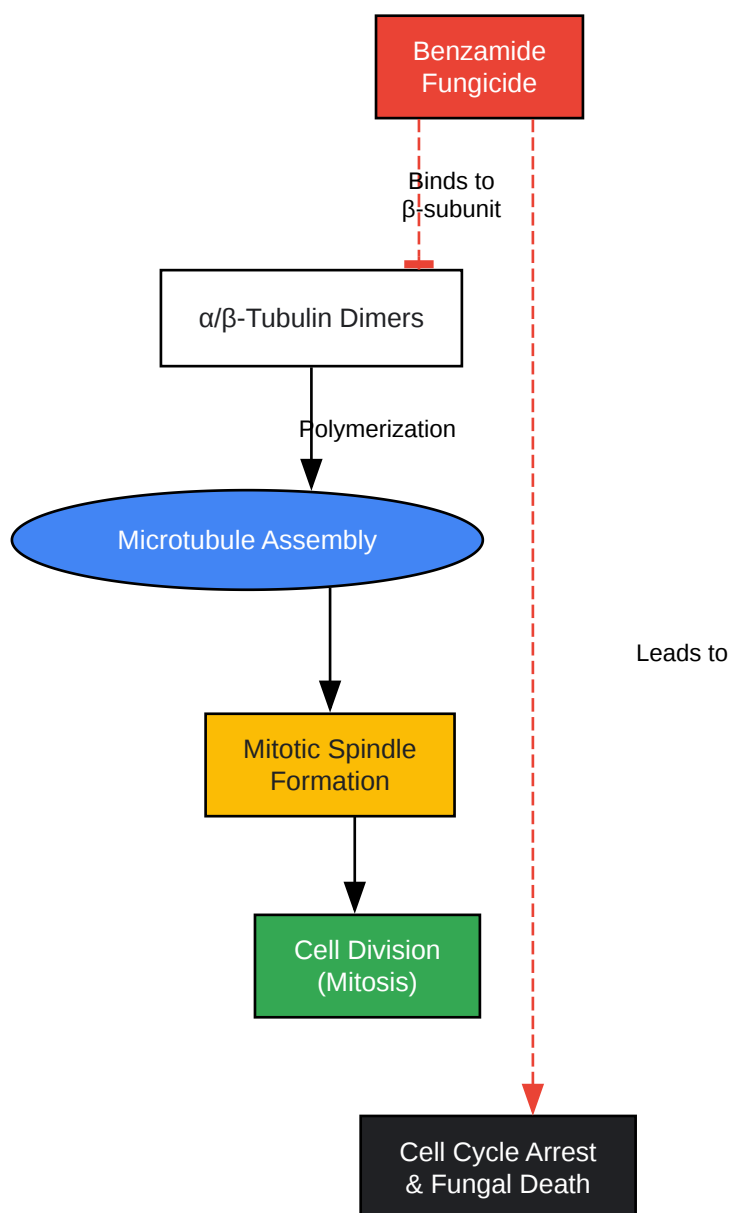 Benzamide
Fungicide
Binds to
β-subunit
α/β-Tubulin Dimers
Polymerization
Microtubule Assembly
Leads to
Mitotic Spindle
Formation
Cell Division
(Mitosis)
Cell Cycle Arrest
& Fungal Death